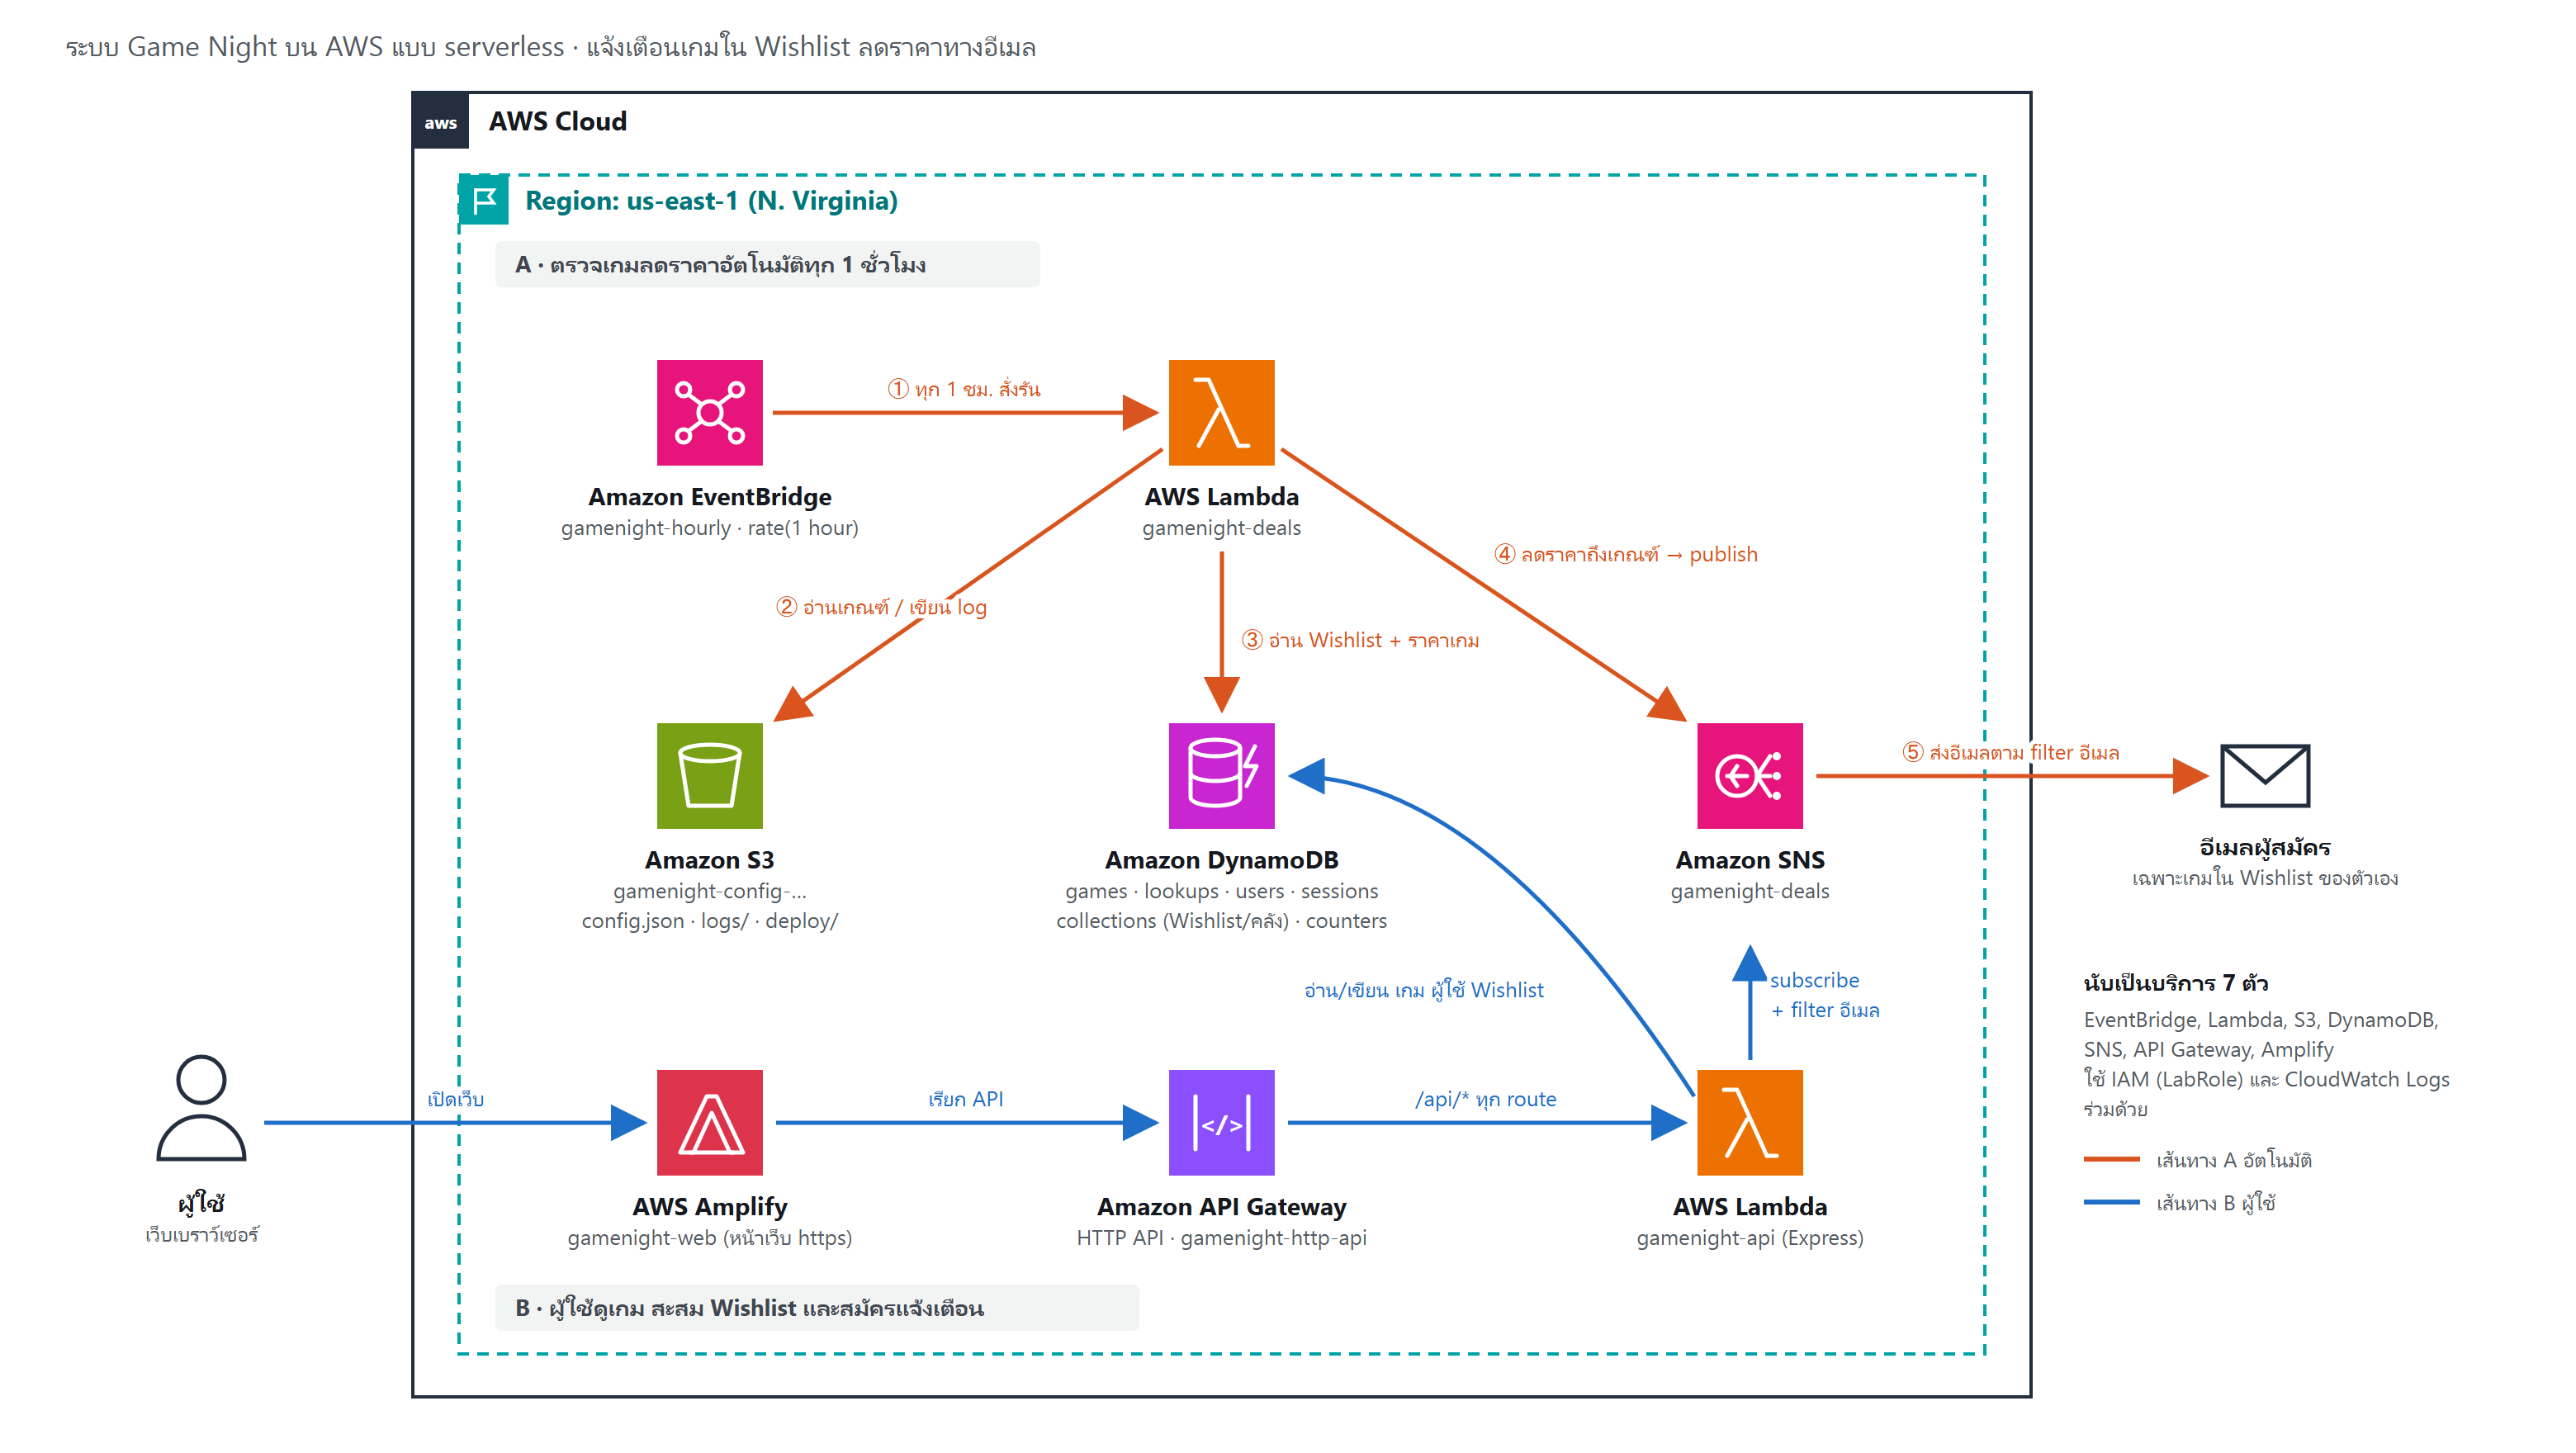 ระบบ Game Night บน AWS แบบ serverless · แจ้งเตือนเกมใน Wishlist ลดราคาทางอีเมล
aws
AWS Cloud
Region: us-east-1 (N. Virginia)
A · ตรวจเกมลดราคาอัตโนมัติทุก 1 ชั่วโมง
① ทุก 1 ชม. สั่งรัน
Amazon EventBridge
gamenight-hourly · rate(1 hour)
AWS Lambda
gamenight-deals
④ ลดราคาถึงเกณฑ์ → publish
② อ่านเกณฑ์ / เขียน log
③ อ่าน Wishlist + ราคาเกม
⑤ ส่งอีเมลตาม filter อีเมล
Amazon S3
gamenight-config-...
config.json · logs/ · deploy/
Amazon DynamoDB
games · lookups · users · sessions
collections (Wishlist/คลัง) · counters
Amazon SNS
gamenight-deals
อีเมลผู้สมัคร
เฉพาะเกมใน Wishlist ของตัวเอง
อ่าน/เขียน เกม ผู้ใช้ Wishlist
subscribe
+ filter อีเมล
นับเป็นบริการ 7 ตัว
EventBridge, Lambda, S3, DynamoDB,
SNS, API Gateway, Amplify
ใช้ IAM (LabRole) และ CloudWatch Logs
ร่วมด้วย
เส้นทาง A อัตโนมัติ
เส้นทาง B ผู้ใช้
เปิดเว็บ
เรียก API
/api/* ทุก route
</>
ผู้ใช้
เว็บเบราว์เซอร์
AWS Amplify
gamenight-web (หน้าเว็บ https)
Amazon API Gateway
HTTP API · gamenight-http-api
AWS Lambda
gamenight-api (Express)
B · ผู้ใช้ดูเกม สะสม Wishlist และสมัครแจ้งเตือน